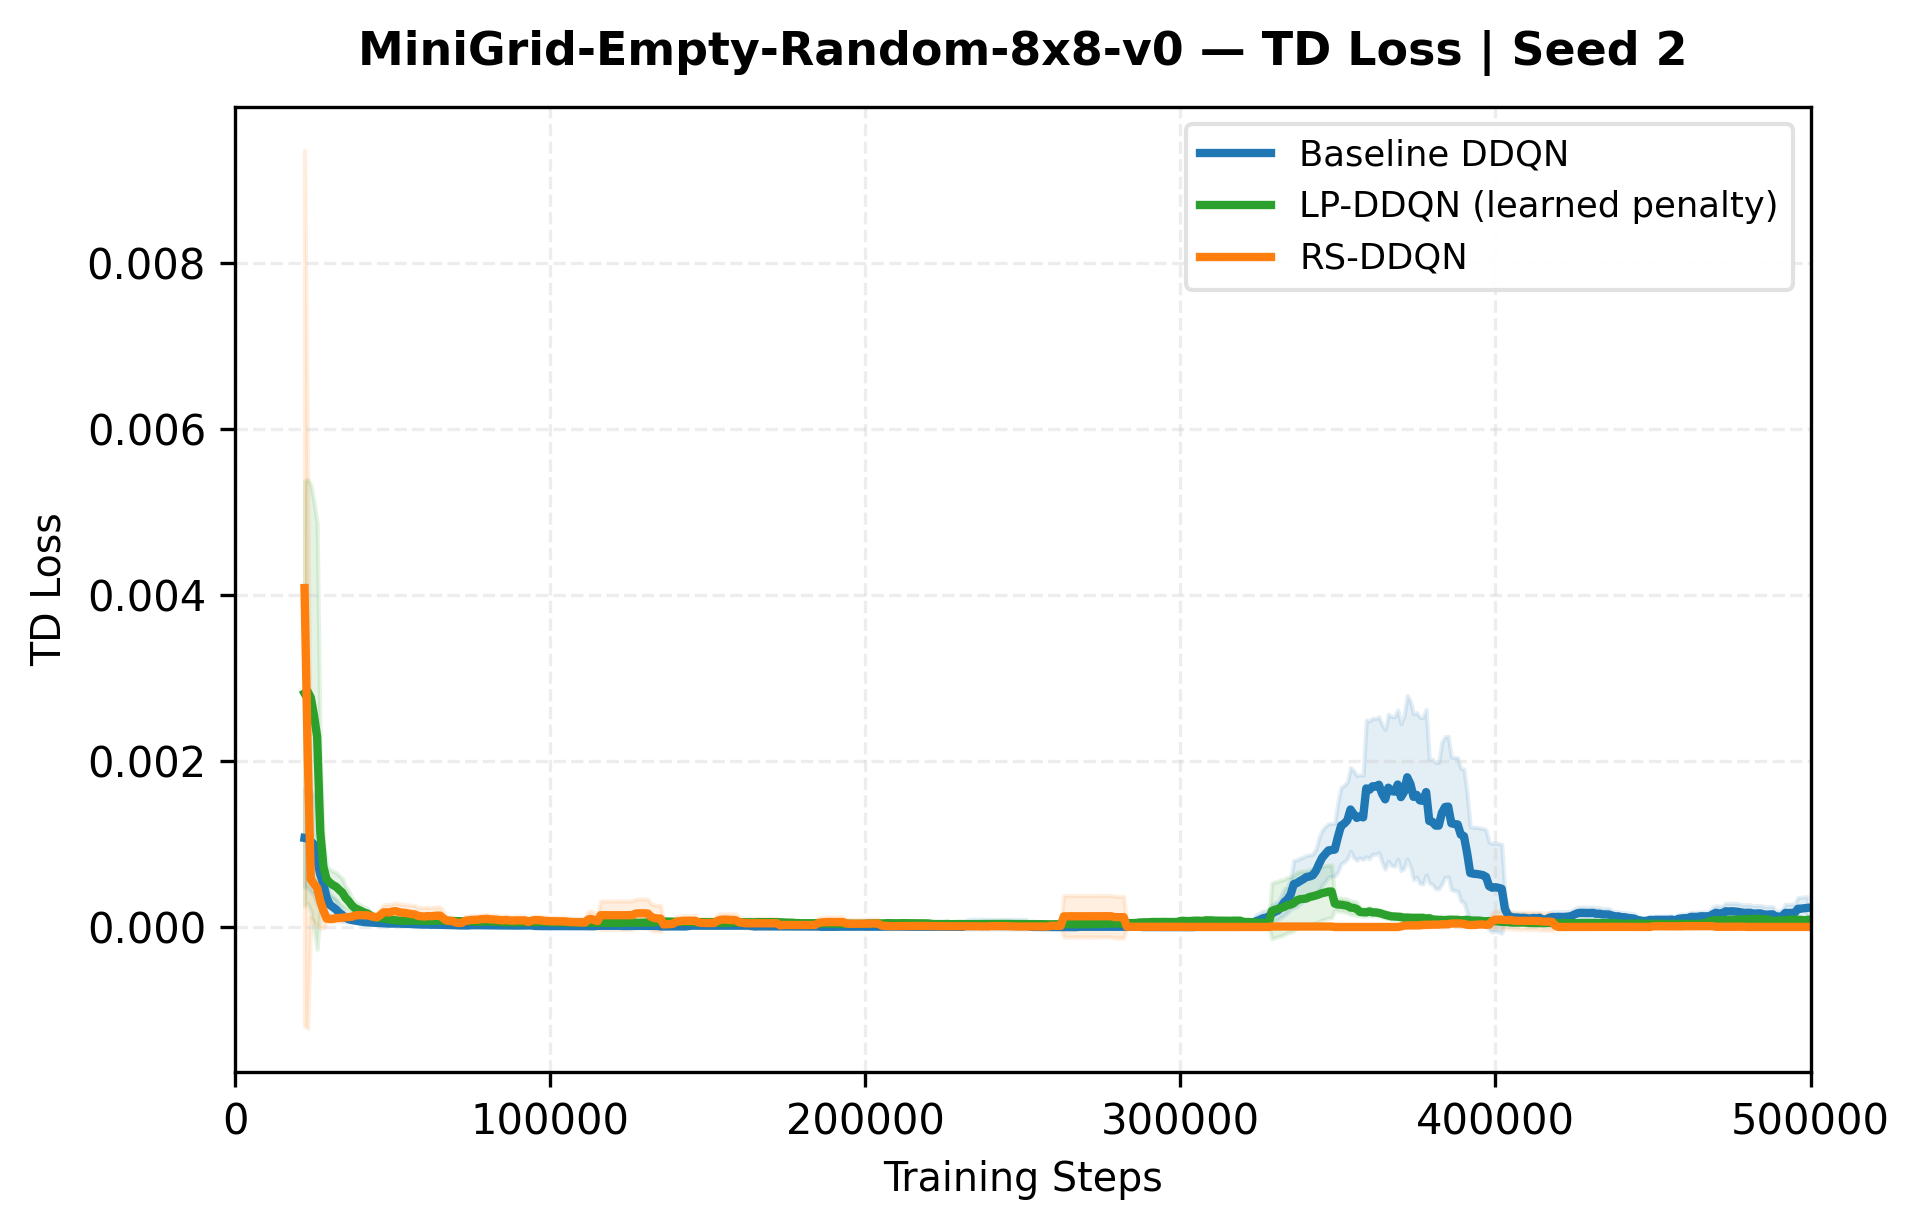 MiniGrid-Empty-Random-8x8-v0 — TD Loss | Seed 2
Baseline DDQN
LP-DDQN (learned penalty)
RS-DDQN
TD Loss
0.008
0.006
0.004
0.002
0.000
0
100000
200000
300000
400000
500000
Training Steps